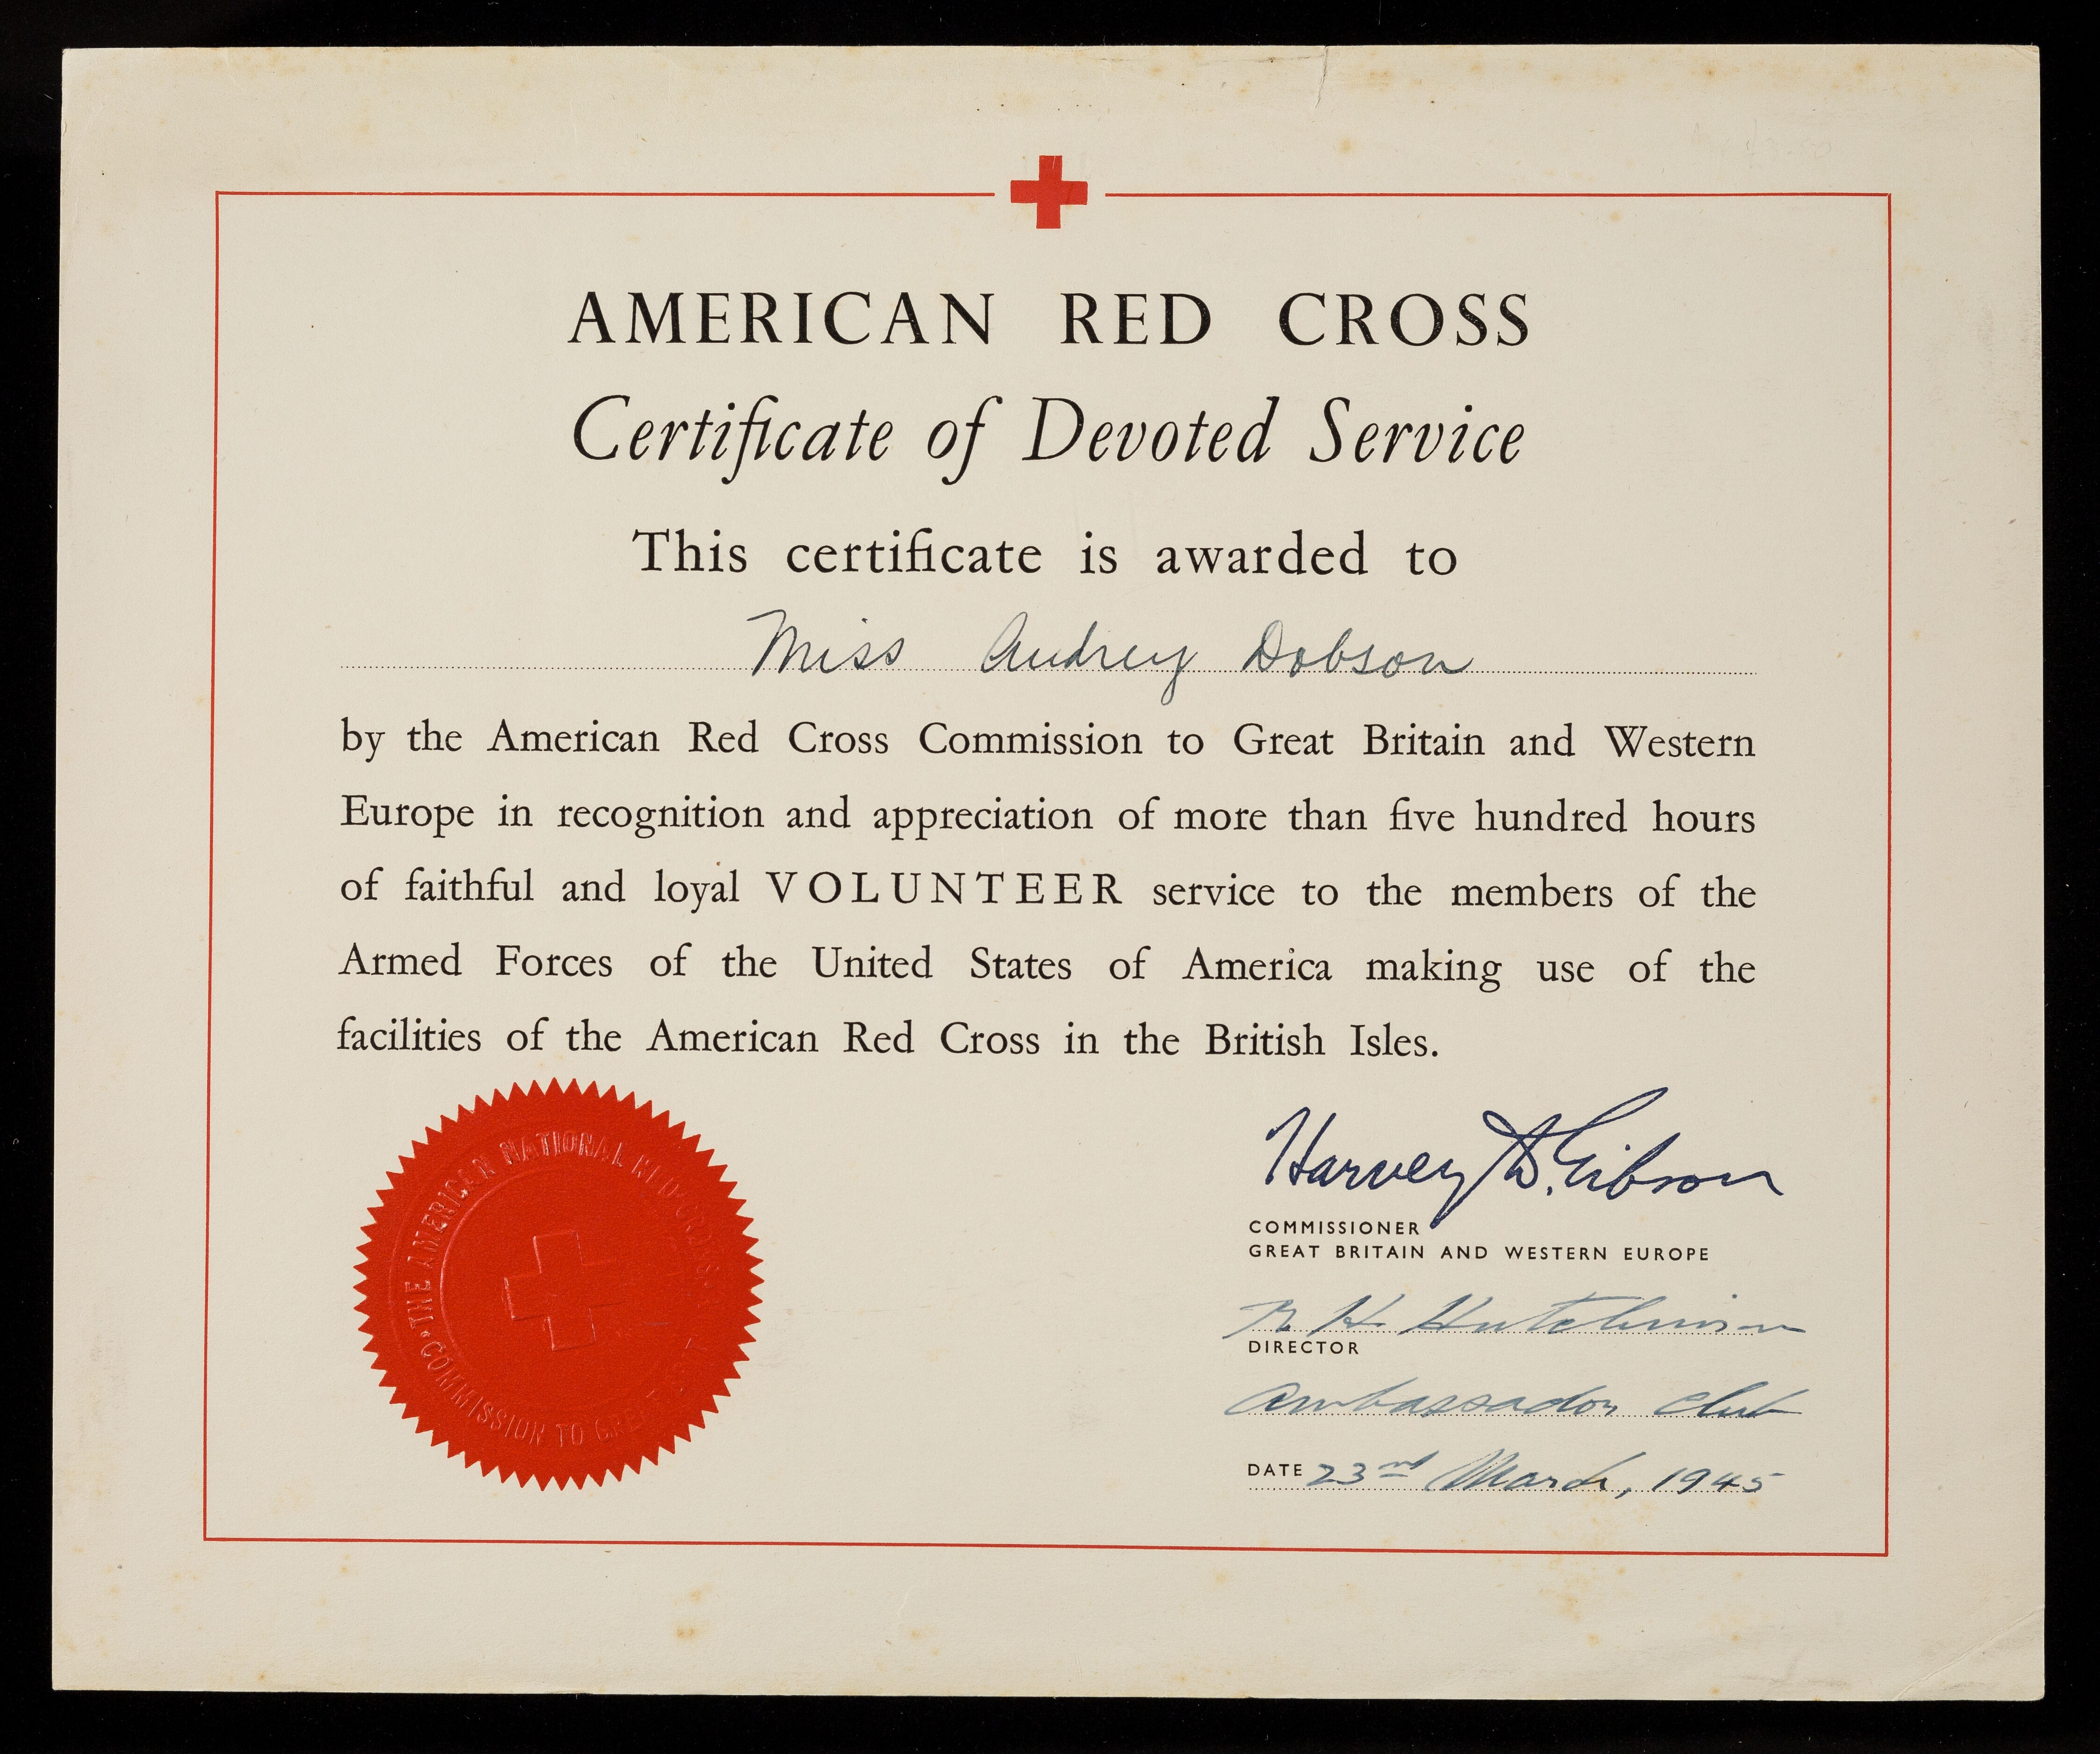 AMERICAN RED CROSS
Certificate of Devoted Service
This certificate is awarded to
Miss Audrey Dobson
by the American Red Cross Commission to Great Britain and Western
Europe in recognition and appreciation of more than five hundred hours
of faithful and loyal VOLUNTEER service to the members of the
Armed Forces of the United States of America making use of the
facilities of the American Red Cross in the British Isles.
Harvey D. Gibson
COMMISSIONER
GREAT BRITAIN AND WESTERN EUROPE
H Hutchinson
DIRECTOR
Ambassador Club
DATE 23rd March, 1945
THE AMERICAN NATIONAL RED CROSS
COMMISSION TO GREAT